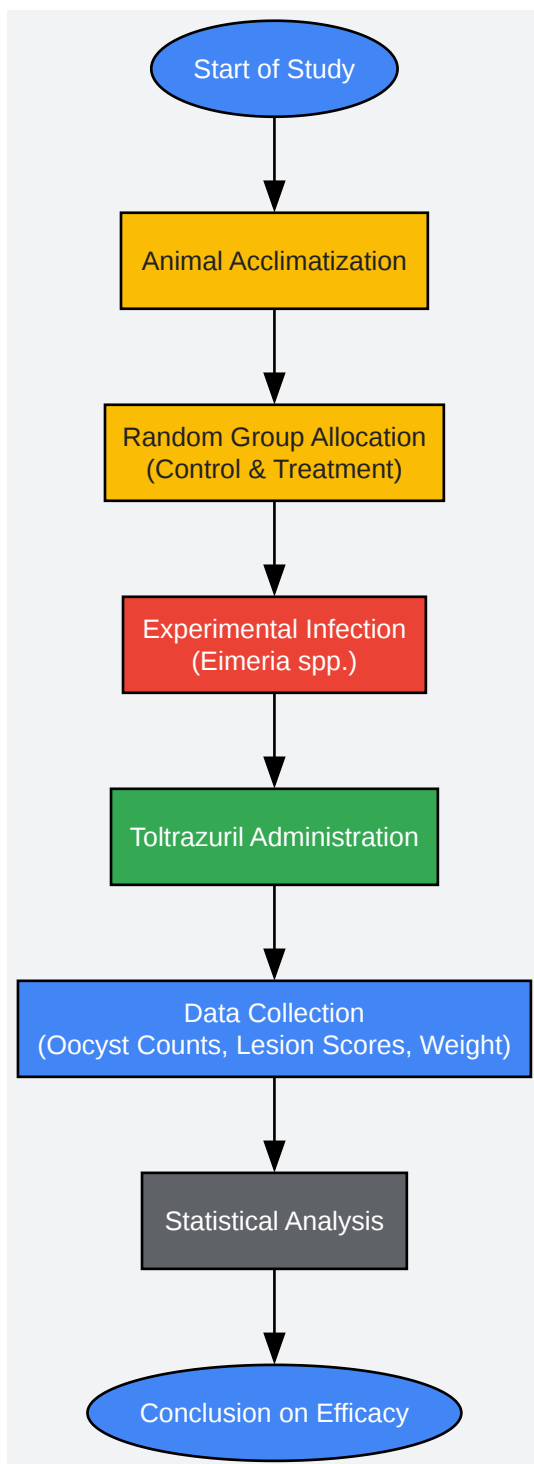 Start of Study
Animal Acclimatization
Random Group Allocation
(Control & Treatment)
Experimental Infection
(Eimeria spp.)
Toltrazuril Administration
Data Collection
(Oocyst Counts, Lesion Scores, Weight)
Statistical Analysis
Conclusion on Efficacy